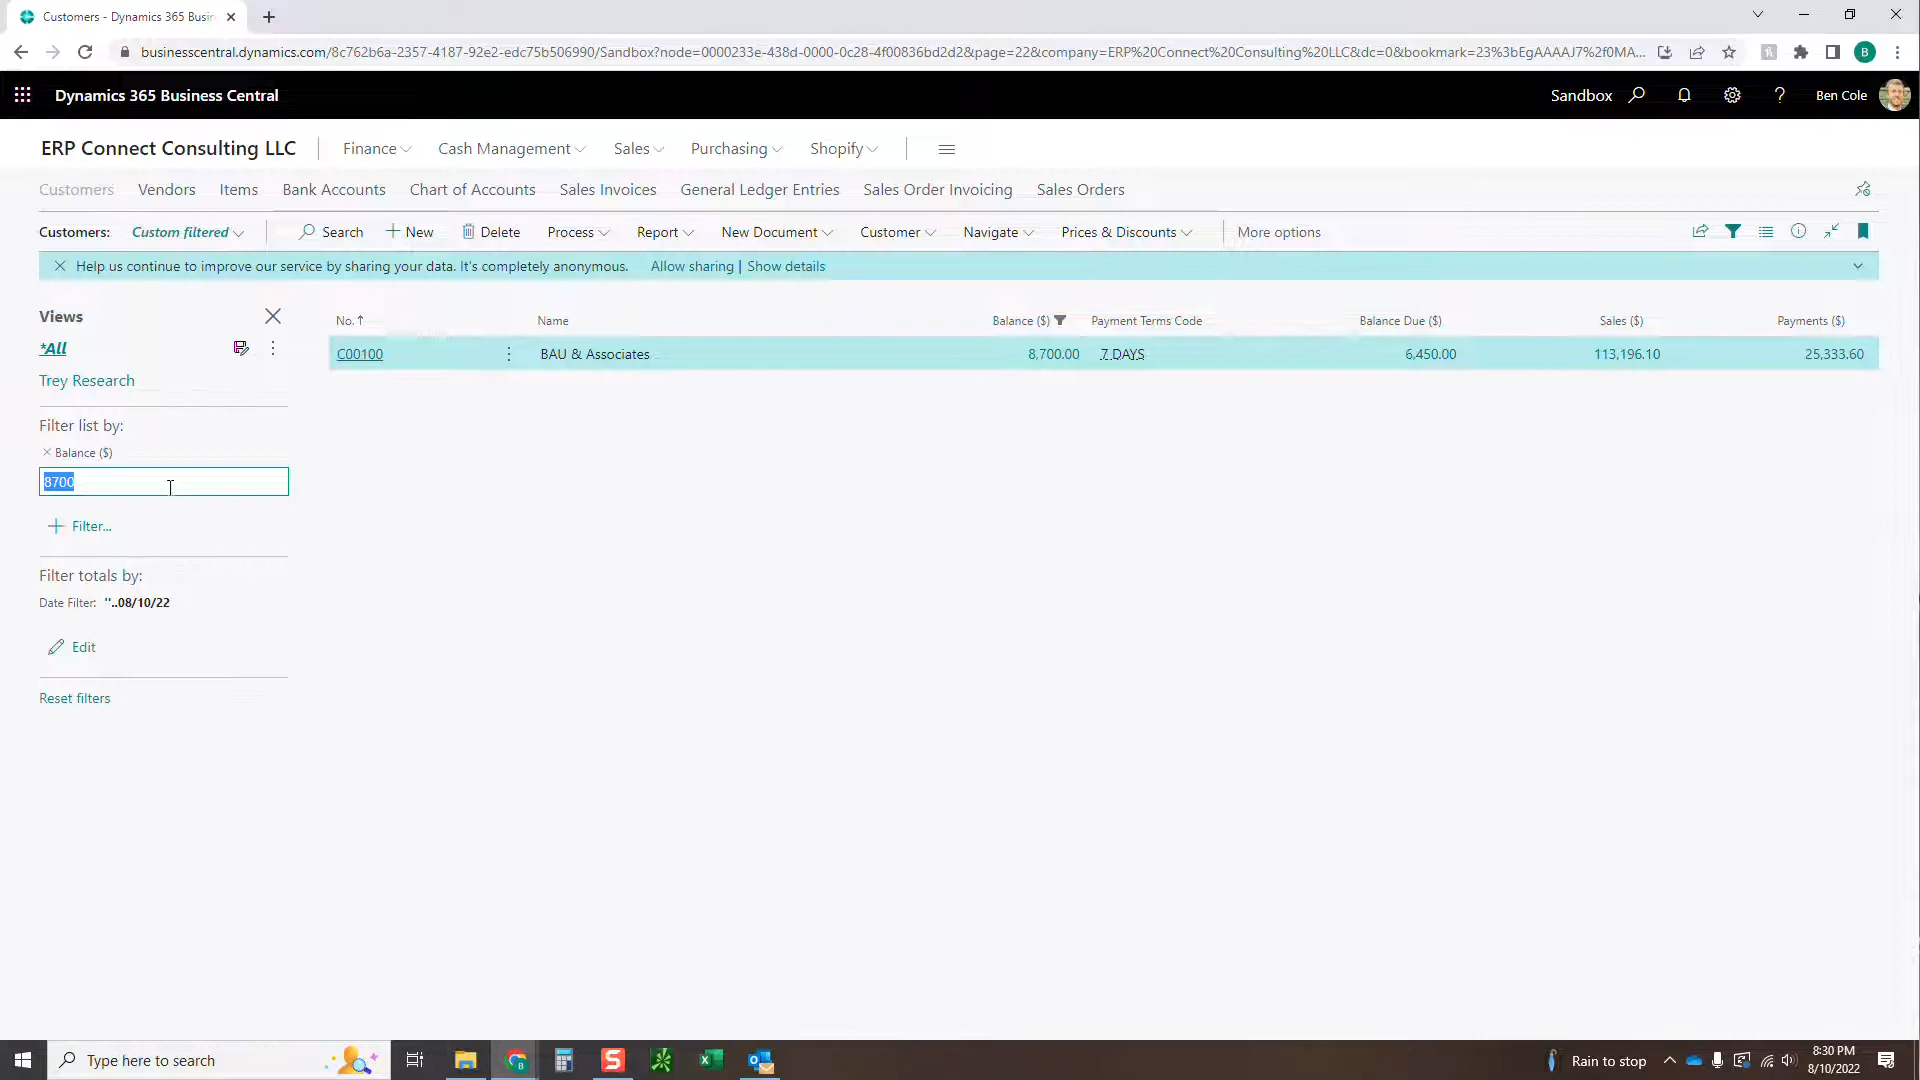 Customers - Dynamics 365 Busin
businesscentral.dynamics.com/8c762b6a-2357-4187-92e2-edc75b506990/Sandbox?node=0000233e-438d-0000-0c28-4f00836bd2d2&page=22&company=ERP%20Connect%20Consulting%20LLC&dc=0&bookmark=23%3bEgAAAAJ7%2f0MA...
B
Dynamics 365 Business Central
Sandbox
?
Ben Cole
ERP Connect Consulting LLC
Finance
Cash Management
Sales
Purchasing
Shopify
Customers
Vendors
Items
Bank Accounts
Chart of Accounts
Sales Invoices
General Ledger Entries
Sales Order Invoicing
Sales Orders
Customers:
Custom filtered
Search
New
Delete
Process
Report
New Document
Customer
Navigate
Prices & Discounts
More options
Help us continue to improve our service by sharing your data. It's completely anonymous.
Allow sharing | Show details
Views
*All
Trey Research
Filter list by:
Balance ($)
8700
Filter...
Filter totals by:
Date Filter: ''..08/10/22
Edit
Reset filters
No. ↑
Name
Balance ($)
Payment Terms Code
Balance Due ($)
Sales ($)
Payments ($)
C00100
BAU & Associates
8,700.00
7 DAYS
6,450.00
113,196.10
25,333.60
Type here to search
Rain to stop
8:30 PM
8/10/2022